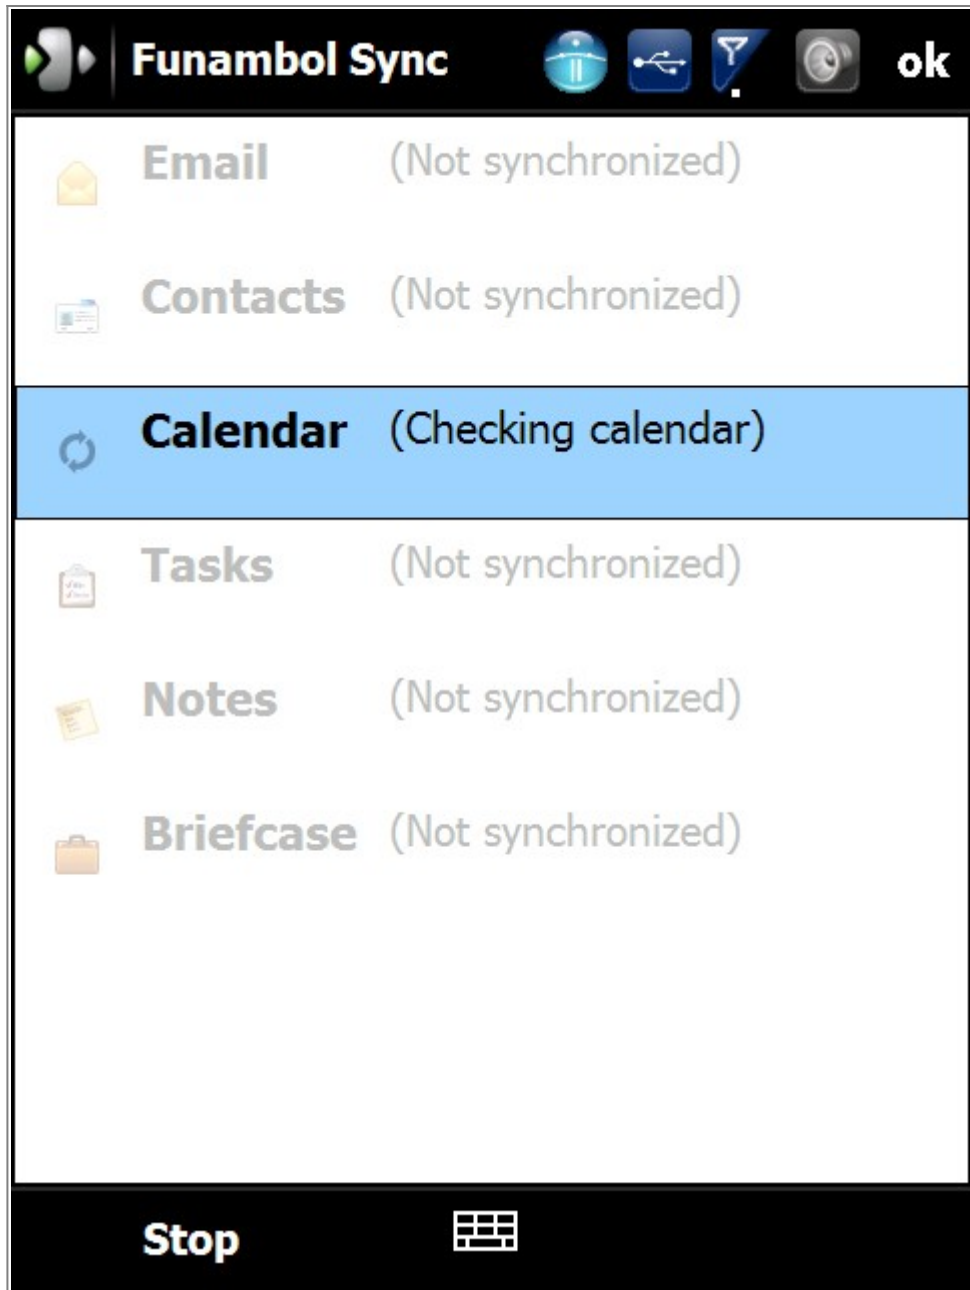 Funambol Sync ok
Email (Not synchronized)
Contacts (Not synchronized)
Calendar (Checking calendar)
Tasks (Not synchronized)
Notes (Not synchronized)
Briefcase (Not synchronized)
Stop